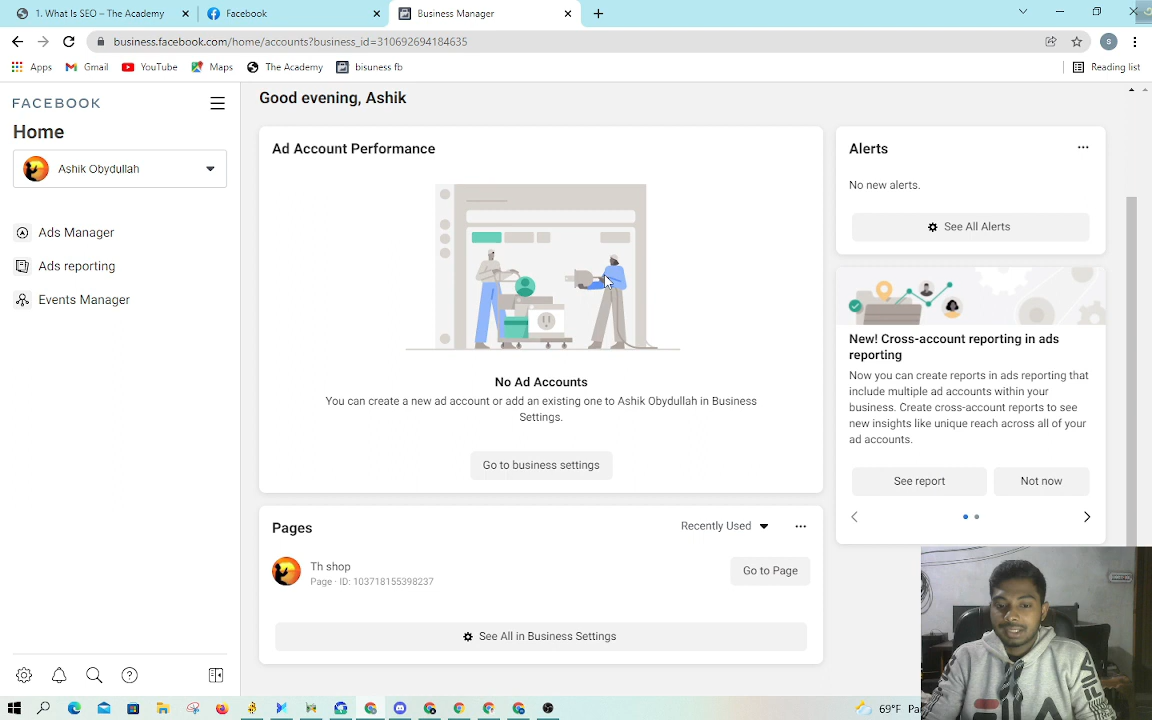 1. What Is SEO – The Academy
Facebook
Business Manager
business.facebook.com/home/accounts?business_id=310692694184635
S
Apps
Gmail
YouTube
Maps
The Academy
bisuness fb
Reading list
FACEBOOK
Home
Ashik Obydullah
Ads Manager
Ads reporting
Events Manager
Good evening, Ashik
Ad Account Performance
No Ad Accounts
You can create a new ad account or add an existing one to Ashik Obydullah in Business
Settings.
Go to business settings
Pages
Recently Used
Th shop
Page · ID: 103718155398237
Go to Page
See All in Business Settings
Alerts
No new alerts.
See All Alerts
New! Cross-account reporting in ads
reporting
Now you can create reports in ads reporting that
include multiple ad accounts within your
business. Create cross-account reports to see
new insights like unique reach across all of your
ad accounts.
See report
Not now
69°F
FILA